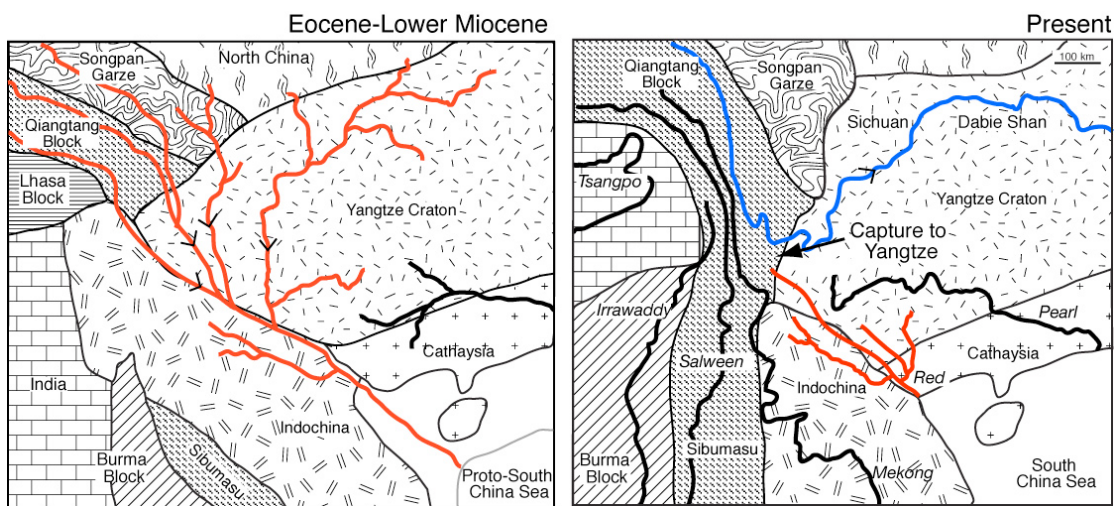 Eocene-Lower Miocene
Songpan
Garze
North China
Qiangtang
Block
Lhasa
Block
Yangtze Craton
Cathaysia
India
Indochina
Burma
Block
Sibumasu
Proto-South
China Sea
Present
Qiangtang
Block
Songpan
Garze
100 km
Sichuan
Dabie Shan
Tsangpo
Yangtze Craton
Capture to
Yangtze
Irrawaddy
Pearl
Salween
Cathaysia
Red
Indochina
Burma
Block
Sibumasu
Mekong
South
China Sea